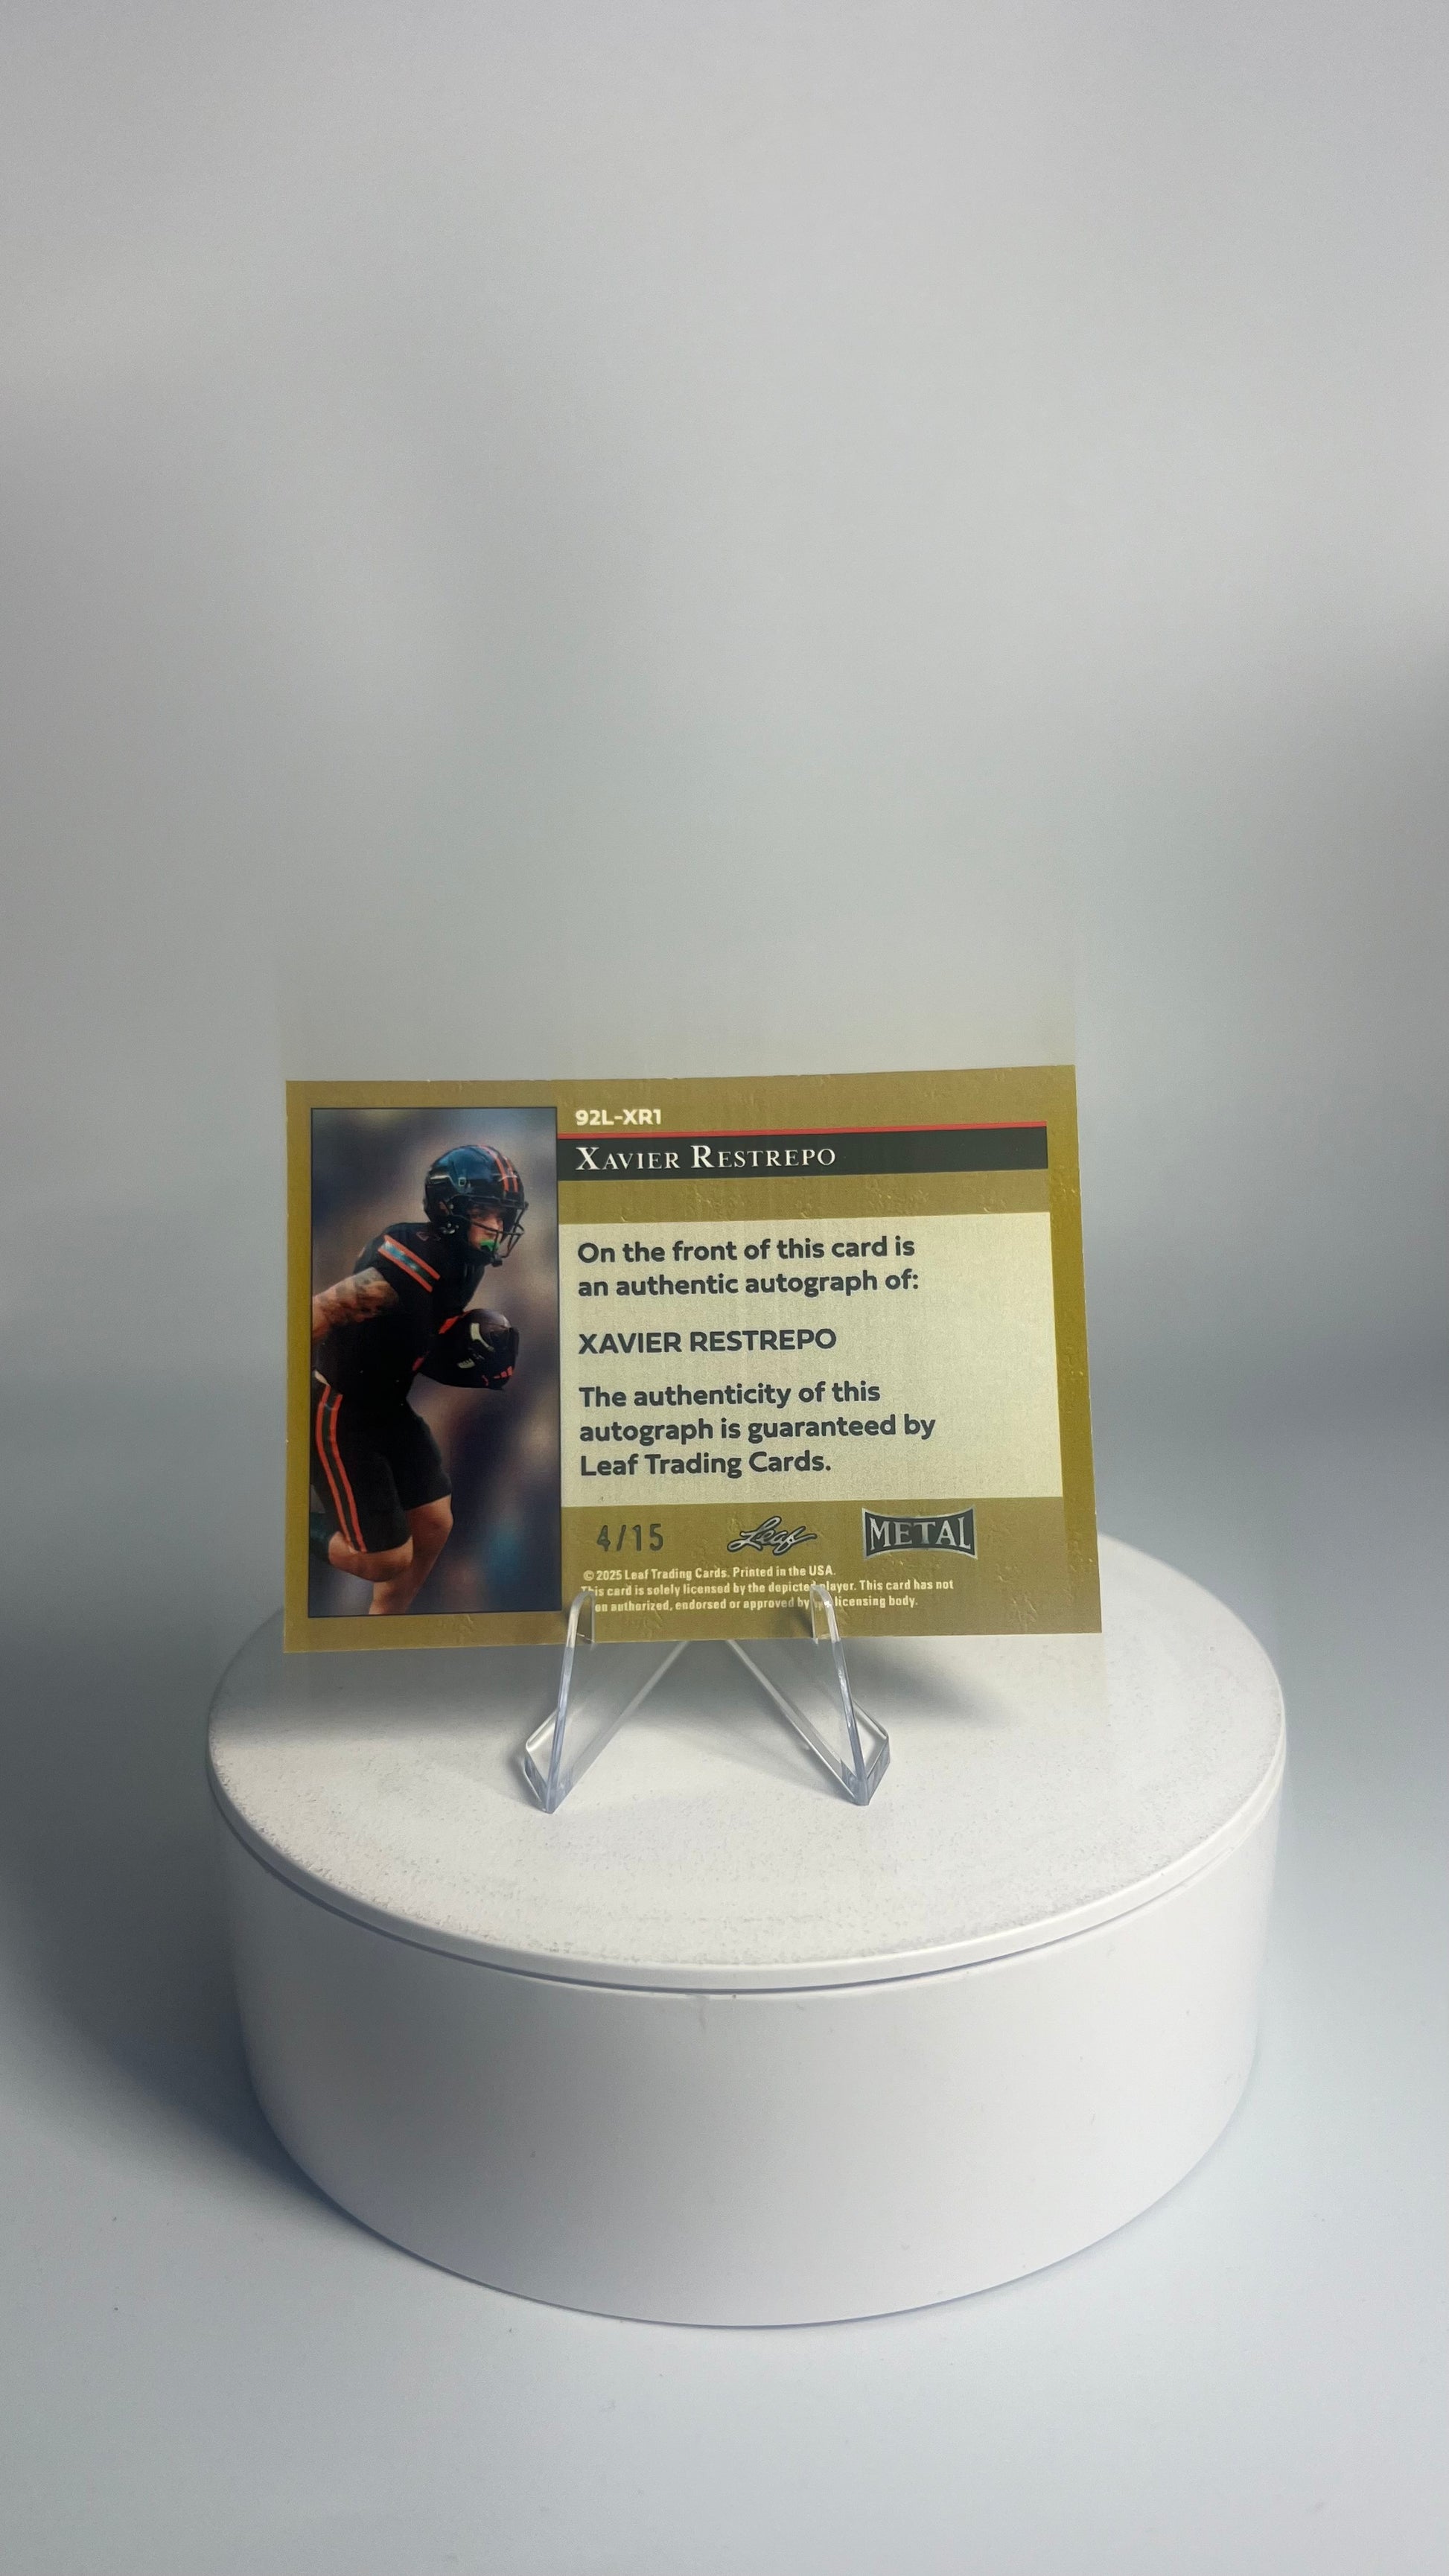 92L-XR1
XAVIER RESTREPO
On the front of this card is
an authentic autograph of:
XAVIER RESTREPO
The authenticity of this
autograph is guaranteed by
Leaf Trading Cards.
4/15 Leaf METAL
© 2025 Leaf Trading Cards. Printed in the USA.
This card is solely licensed by the depicted player. This card has not
authorized, endorsed or approved by licensing body.